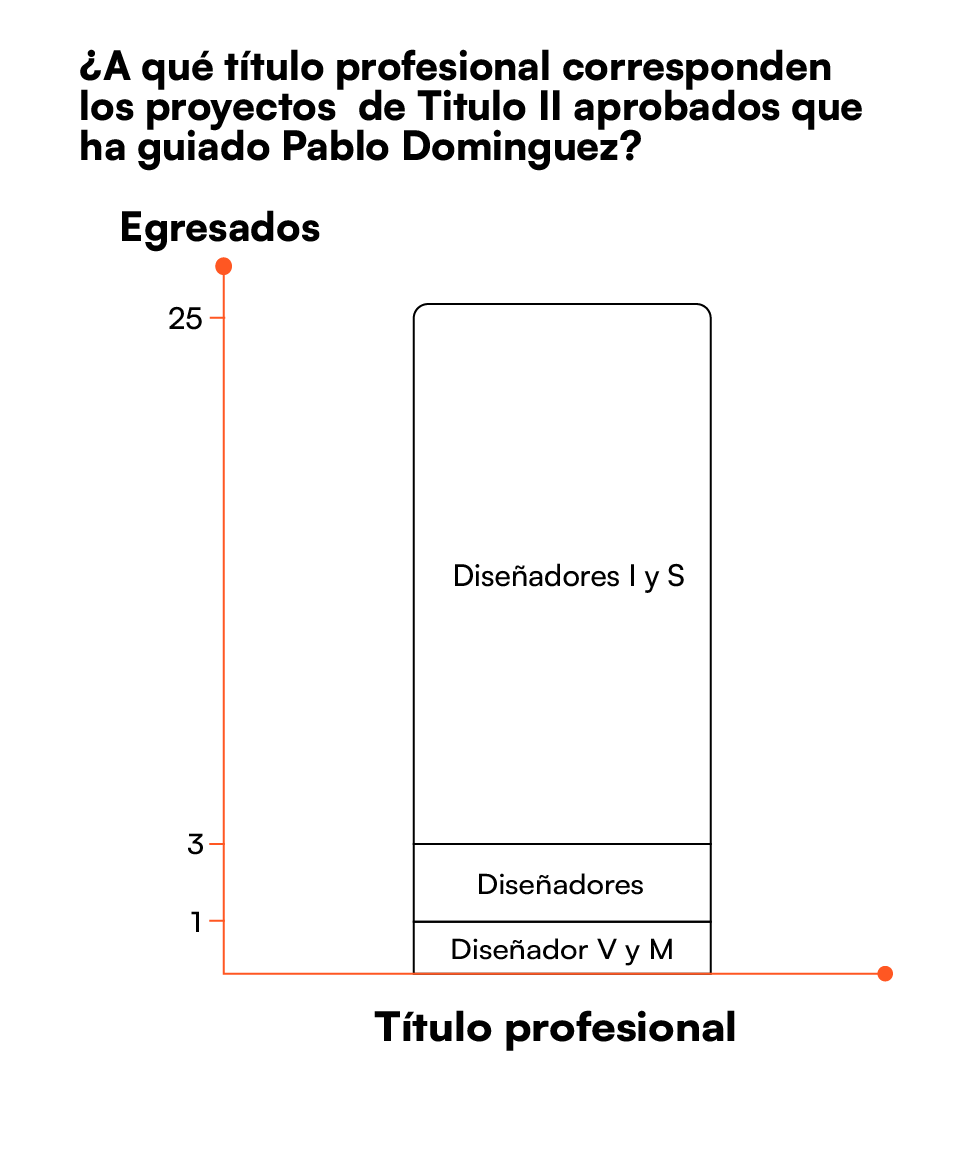 ¿A qué título profesional corresponden
los proyectos  de Titulo II aprobados que
ha guiado Pablo Dominguez?
Egresados
25
Diseñadores I y S
3
Diseñadores
1
Diseñador V y M
Título profesional